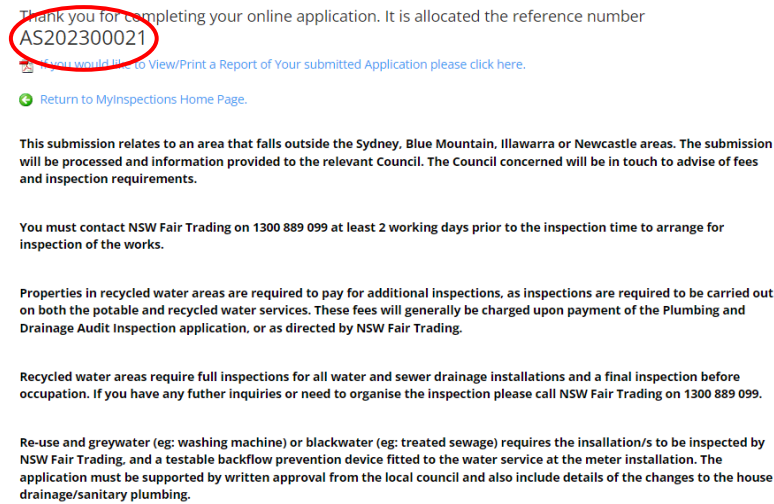 Thank you for completing your online application. It is allocated the reference number
AS202300021
If you would like to View/Print a Report of Your submitted Application please click here.
Return to MyInspections Home Page.
This submission relates to an area that falls outside the Sydney, Blue Mountain, Illawarra or Newcastle areas. The submission
will be processed and information provided to the relevant Council. The Council concerned will be in touch to advise of fees
and inspection requirements.
You must contact NSW Fair Trading on 1300 889 099 at least 2 working days prior to the inspection time to arrange for
inspection of the works.
Properties in recycled water areas are required to pay for additional inspections, as inspections are required to be carried out
on both the potable and recycled water services. These fees will generally be charged upon payment of the Plumbing and
Drainage Audit Inspection application, or as directed by NSW Fair Trading.
Recycled water areas require full inspections for all water and sewer drainage installations and a final inspection before
occupation. If you have any futher inquiries or need to organise the inspection please call NSW Fair Trading on 1300 889 099.
Re-use and greywater (eg: washing machine) or blackwater (eg: treated sewage) requires the insallation/s to be inspected by
NSW Fair Trading, and a testable backflow prevention device fitted to the water service at the meter installation. The
application must be supported by written approval from the local council and also include details of the changes to the house
drainage/sanitary plumbing.